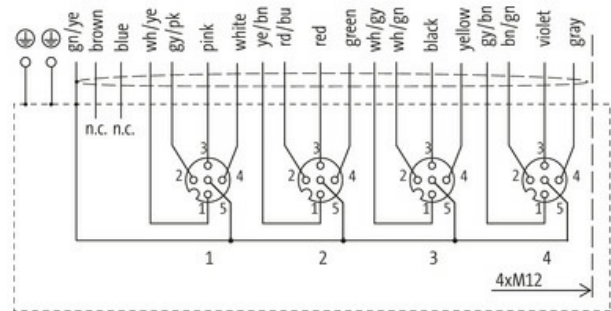 gn/ye
brown
blue
wh/ye
gy/pk
pink
white
ye/bn
rd/bu
red
green
wh/gy
wh/gn
black
yellow
gy/bn
bn/gn
violet
gray
n.c. n.c.
3 3 3 3
2 4 2 4 2 4 2 4
1 5 1 5 1 5 1 5
1 2 3 4
4xM12